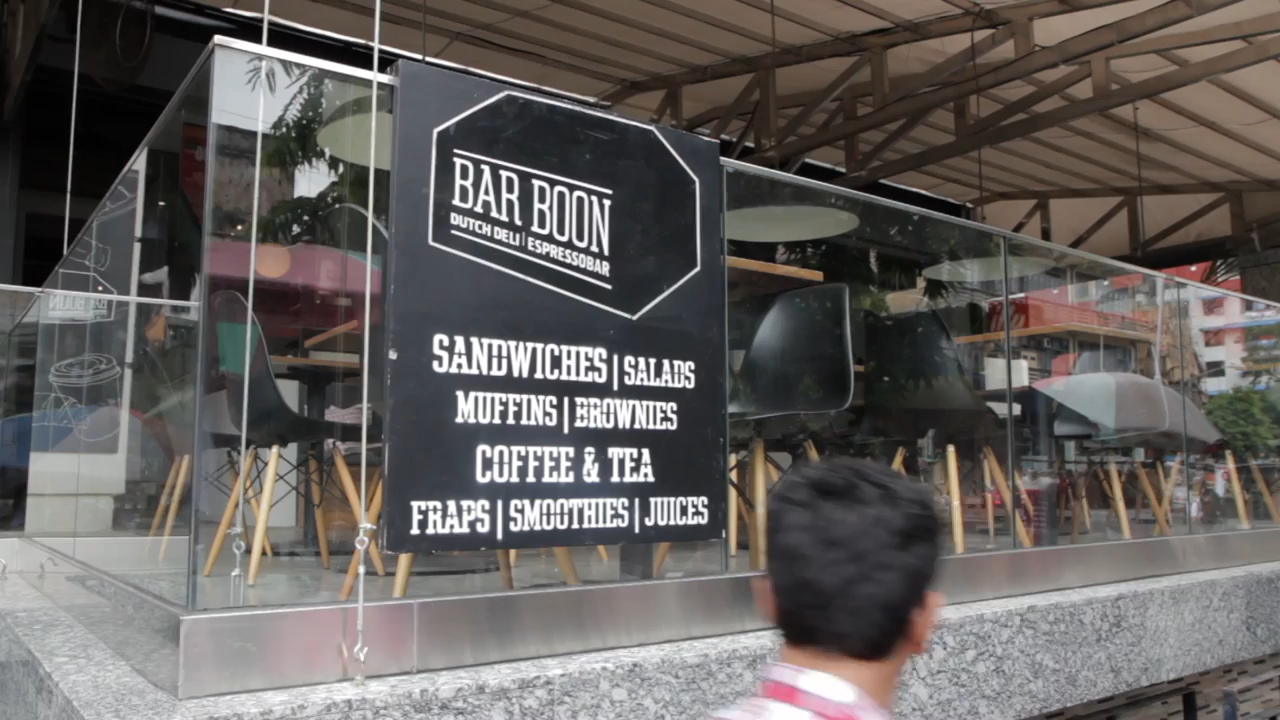 BAR BOON
DUTCH DELI | ESPRESSOBAR
SANDWICHES | SALADS
MUFFINS | BROWNIES
COFFEE & TEA
FRAPS | SMOOTHIES | JUICES